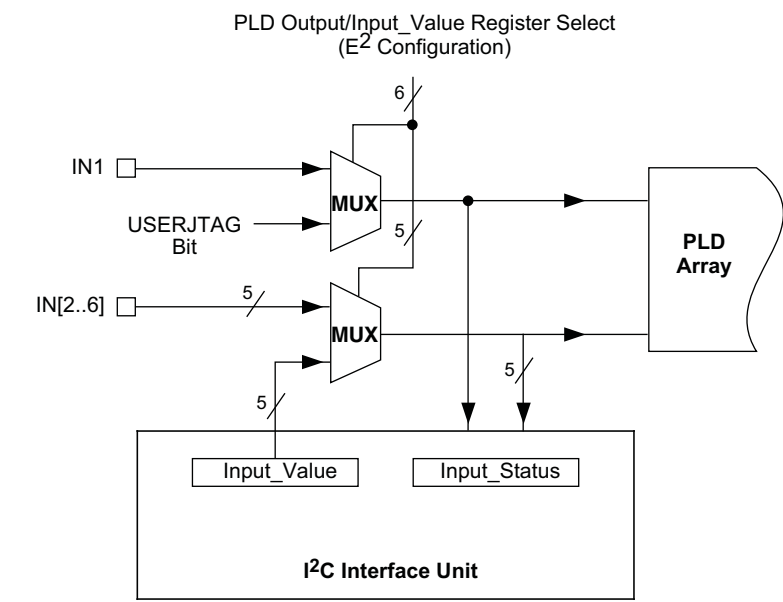 PLD Output/Input_Value Register Select
(E2 Configuration)
6
IN1
MUX
USERJTAG
Bit
5
PLD
Array
IN[2..6]
5
MUX
5
5
Input_Value
Input_Status
I2C Interface Unit